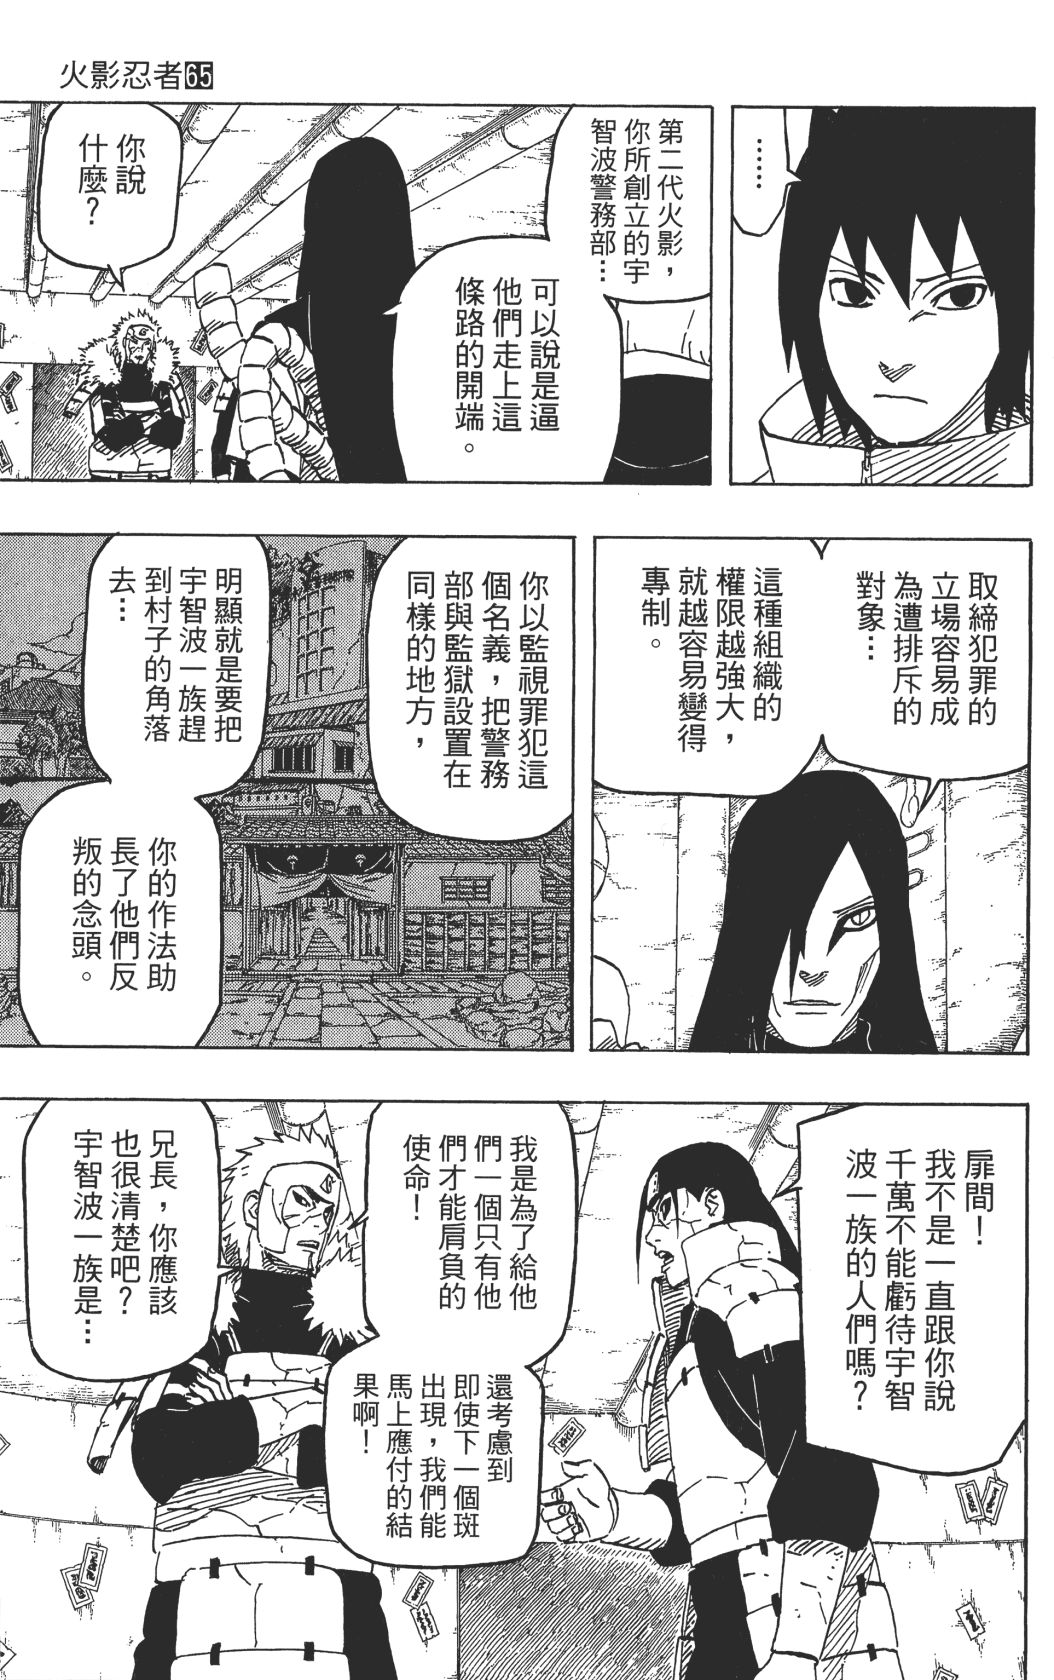 火影忍者65
……
第二代火影，
你所創立的宇
智波警務部…
可以說是逼
他們走上這
條路的開端。
你說
什麼？
取締犯罪的
立場容易成
為遭排斥的
對象…
這種組織的
權限越強大，
就越容易變得
專制。
你以監視罪犯這
個名義，把警務
部與監獄設置在
同樣的地方，
明顯就是要把
宇智波一族趕
到村子的角落
去…
你的作法助
長了他們反
叛的念頭。
扉間！
我不是一直跟你說
千萬不能虧待宇智
波一族的人們嗎？
我是為了給他
們一個只有他
們才能肩負的
使命！
還考慮到
即使下一個斑
出現，我們能
馬上應付的結
果啊！
兄長，你應該
也很清楚吧？
宇智波一族是…